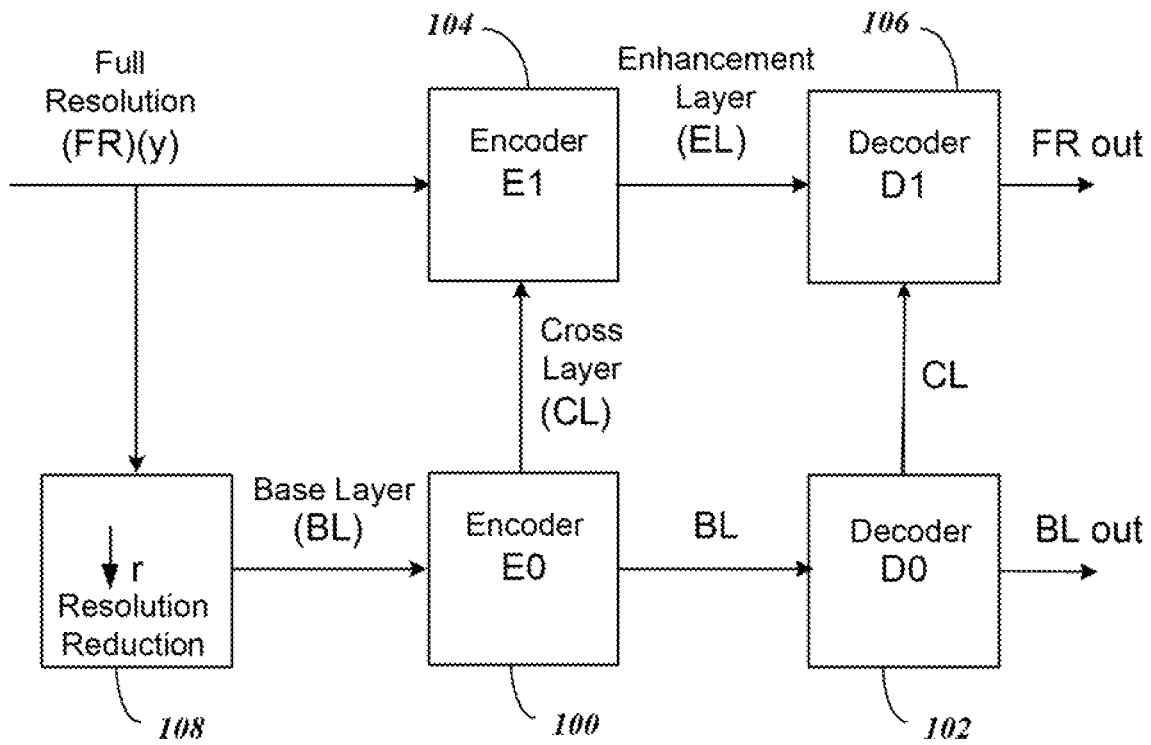 104
106
Full
Resolution
(FR)(y)
Encoder
E1
Enhancement
Layer
(EL)
Decoder
D1
FR out
Cross
Layer
(CL)
CL
r
Resolution
Reduction
Base Layer
(BL)
Encoder
E0
BL
Decoder
D0
BL out
108
100
102